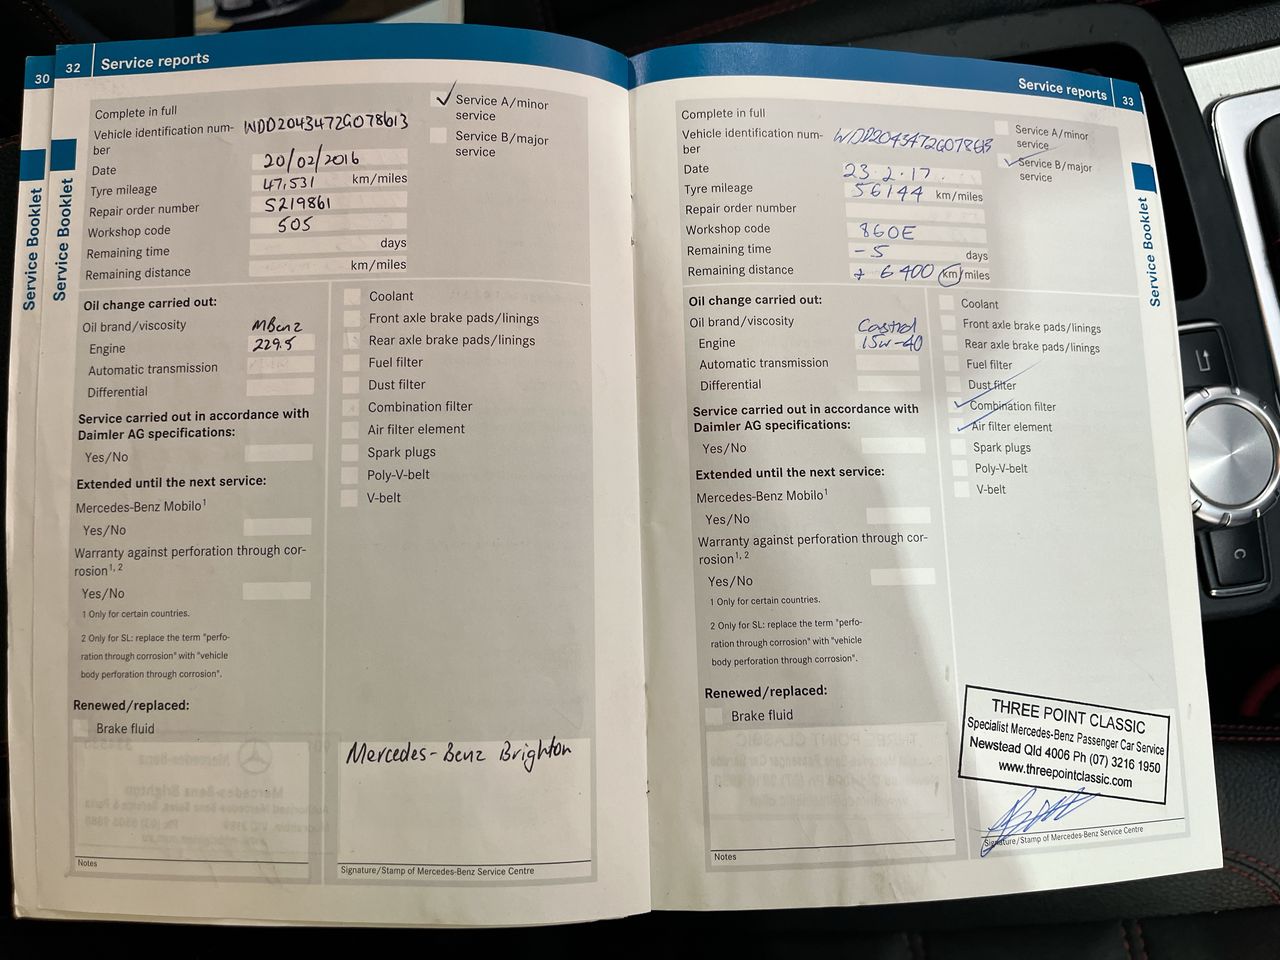 30
Service Booklet
32 Service reports
Service Booklet
Complete in full
Vehicle identification num-
ber
WDD2043472G078613
Date 20/02/2016
Tyre mileage 47,531 km/miles
Repair order number 5219861
Workshop code 505
Remaining time days
Remaining distance km/miles
✓ Service A/minor
service
Service B/major
service
Oil change carried out:
Oil brand/viscosity MBenz
Engine 229.5
Automatic transmission
Differential
Service carried out in accordance with
Daimler AG specifications:
Yes/No
Extended until the next service:
Mercedes-Benz Mobilo1
Yes/No
Warranty against perforation through cor-
rosion1, 2
Yes/No
1 Only for certain countries.
2 Only for SL: replace the term "perfo-
ration through corrosion" with "vehicle
body perforation through corrosion".
Coolant
Front axle brake pads/linings
Rear axle brake pads/linings
Fuel filter
Dust filter
Combination filter
Air filter element
Spark plugs
Poly-V-belt
V-belt
Renewed/replaced:
Brake fluid
Notes
Mercedes-Benz Brighton
Signature/Stamp of Mercedes-Benz Service Centre
Service reports 33
Service Booklet
Complete in full
Vehicle identification num-
ber
Date 23.2.17.
Tyre mileage 56144 km/miles
Repair order number
Workshop code 860E
Remaining time -5 days
Remaining distance + 6400 km/miles
Service A/minor
service
✓ Service B/major
service
Oil change carried out:
Oil brand/viscosity Castrol
Engine 15w-40
Automatic transmission
Differential
Service carried out in accordance with
Daimler AG specifications:
Yes/No
Extended until the next service:
Mercedes-Benz Mobilo1
Yes/No
Warranty against perforation through cor-
rosion1, 2
Yes/No
1 Only for certain countries.
2 Only for SL: replace the term "perfo-
ration through corrosion" with "vehicle
body perforation through corrosion".
Coolant
Front axle brake pads/linings
Rear axle brake pads/linings
Fuel filter
Dust filter
✓ Combination filter
✓ Air filter element
Spark plugs
Poly-V-belt
V-belt
Renewed/replaced:
Brake fluid
Notes
THREE POINT CLASSIC
Specialist Mercedes-Benz Passenger Car Service
Newstead Qld 4006 Ph (07) 3216 1950
www.threepointclassic.com
Signature/Stamp of Mercedes-Benz Service Centre
C